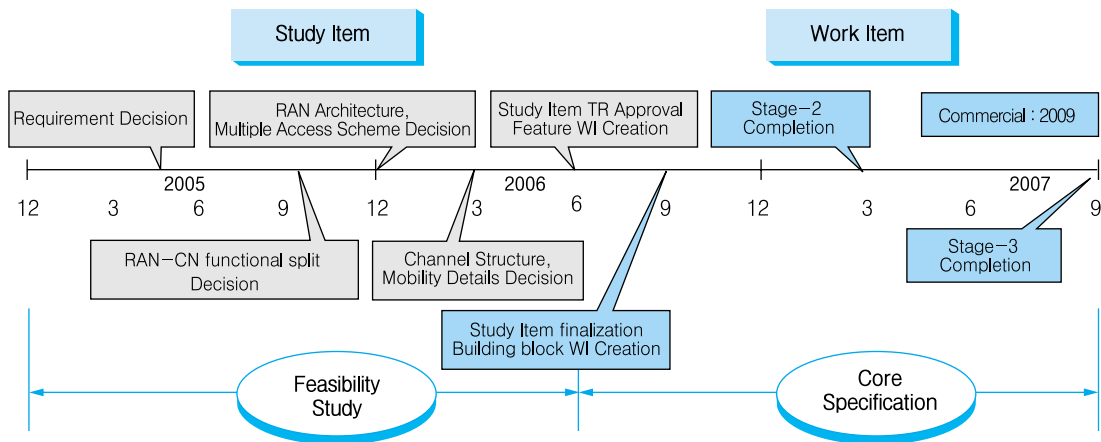 Study Item
Work Item
Requirement Decision
RAN Architecture,
Multiple Access Scheme Decision
Study Item TR Approval
Feature WI Creation
Stage-2
Completion
Commercial : 2009
2005
2006
2007
12 3 6 9 12 3 6 9 12 3 6 9
RAN-CN functional split
Decision
Channel Structure,
Mobility Details Decision
Stage-3
Completion
Study Item finalization
Building block WI Creation
Feasibility
Study
Core
Specification